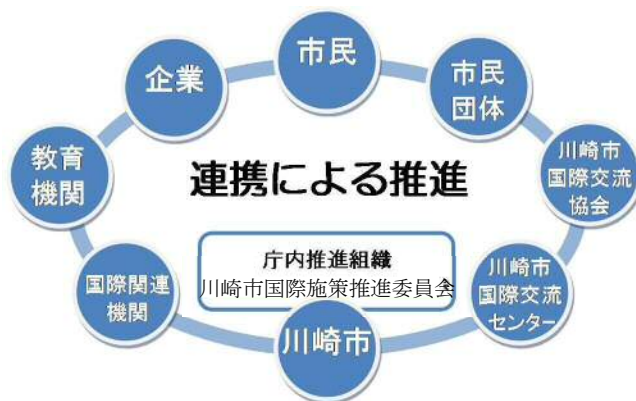 市民
企業
市民
団体
教育
機関
連携による推進
川崎市
国際交流
協会
庁内推進組織
川崎市国際施策推進委員会
国際関連
機関
川崎市
国際交流
センター
川崎市